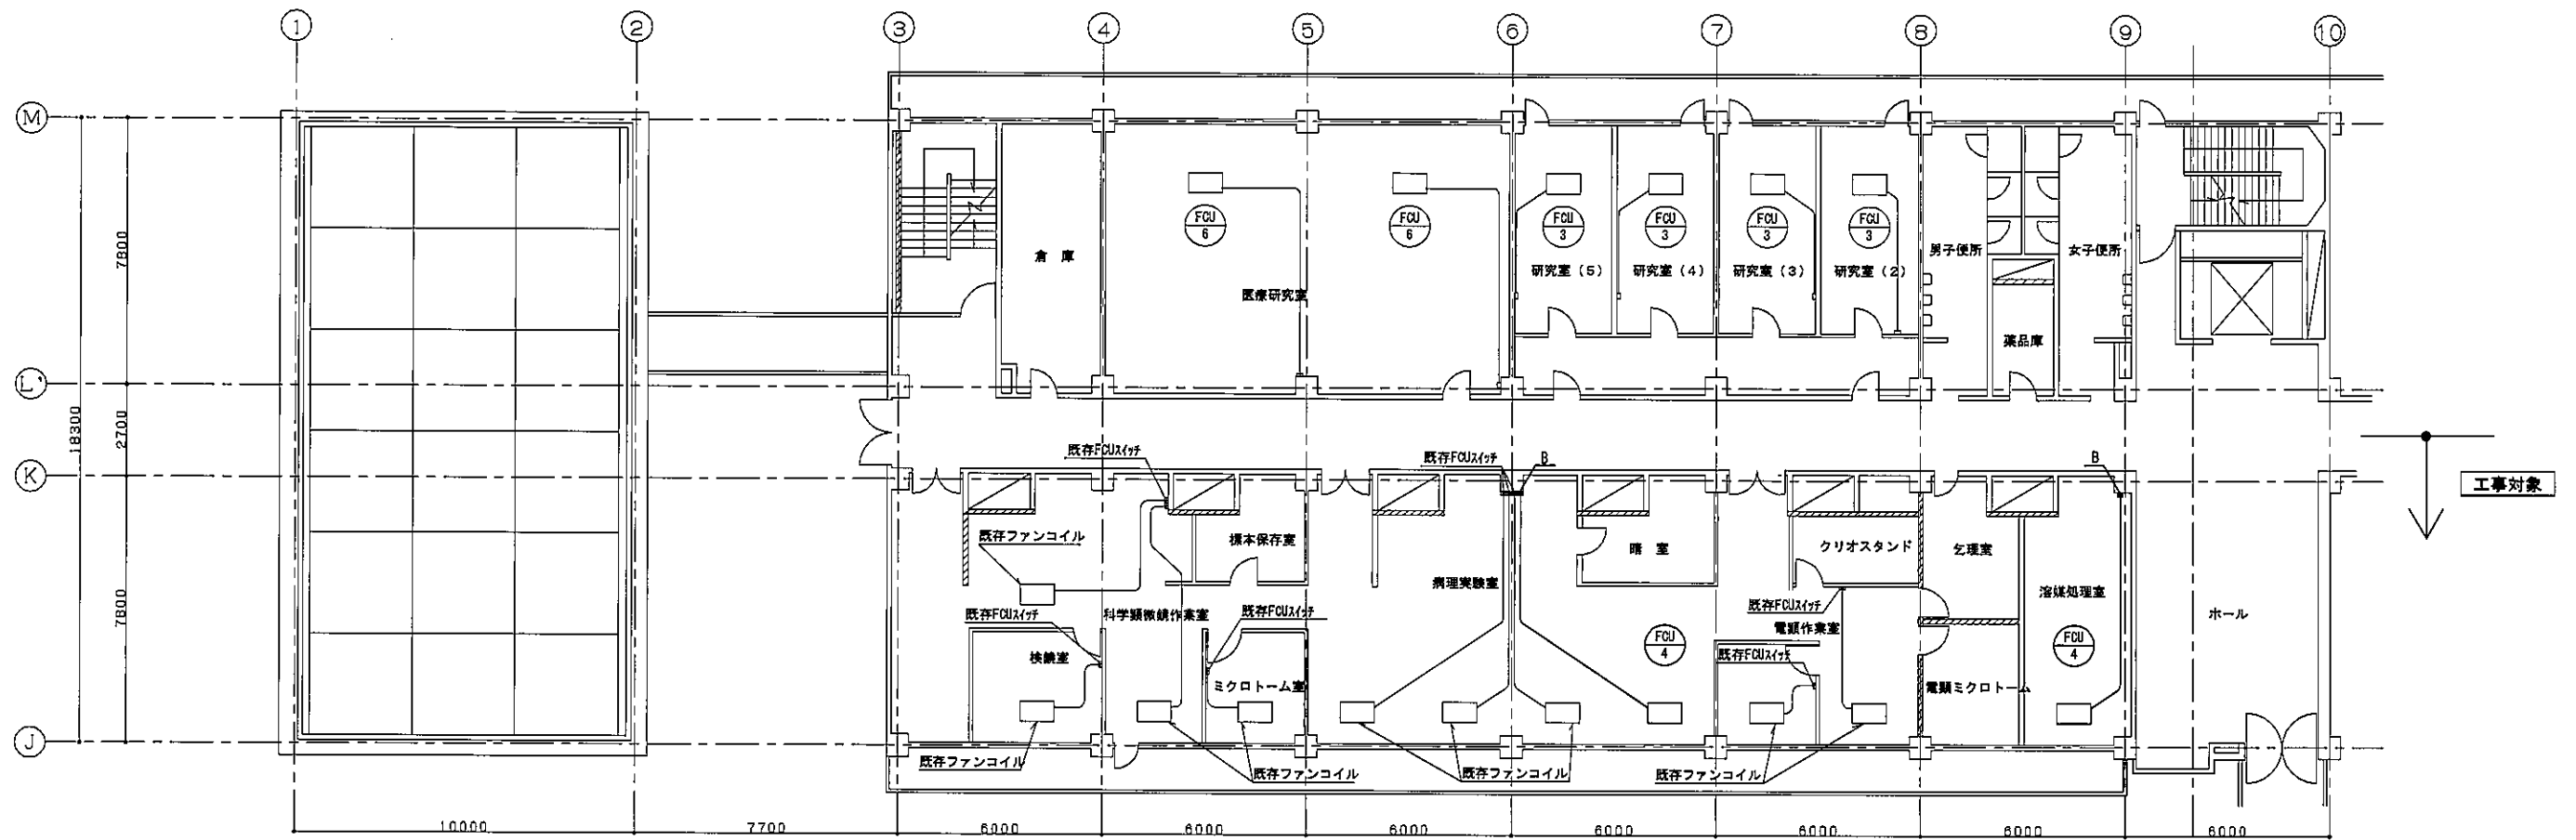 1 2 3 4 5 6 7 8 9 10
M
7800
FCU
6
FCU
6
FCU
3
FCU
3
FCU
3
FCU
3
倉 庫
医療研究室
研究室(5)
研究室(4)
研究室(3)
研究室(2)
男子便所
女子便所
薬品庫
L'
18300
2700
K
既存FCUスイッチ
既存FCUスイッチ
B
B
工事対象
既存ファンコイル
標本保存室
病理実験室
暗 室
クリオスタンド
乞理室
溶媒処理室
ホール
7800
既存FCUスイッチ
科学顕微鏡作業室
既存FCUスイッチ
検鏡室
ミクロトーム室
FCU
4
既存FCUスイッチ
電顕作業室
既存FCUスイッチ
電顕ミクロトーム
FCU
4
J
既存ファンコイル
既存ファンコイル
既存ファンコイル
既存ファンコイル
10000 7700 6000 6000 6000 6000 6000 6000 6000